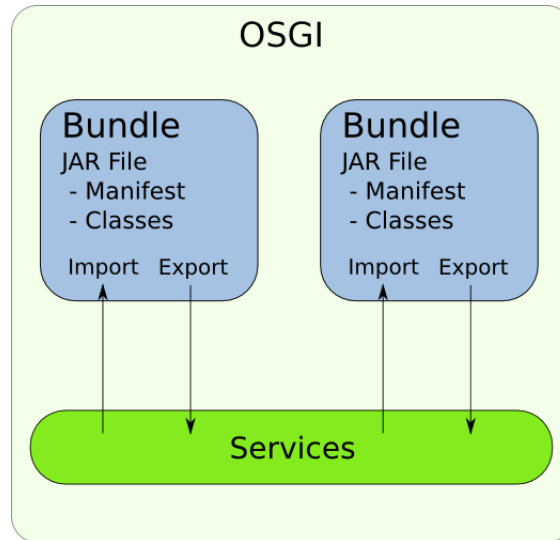 OSGI
Bundle
JAR File
- Manifest
- Classes
Import Export
Bundle
JAR File
- Manifest
- Classes
Import Export
Services